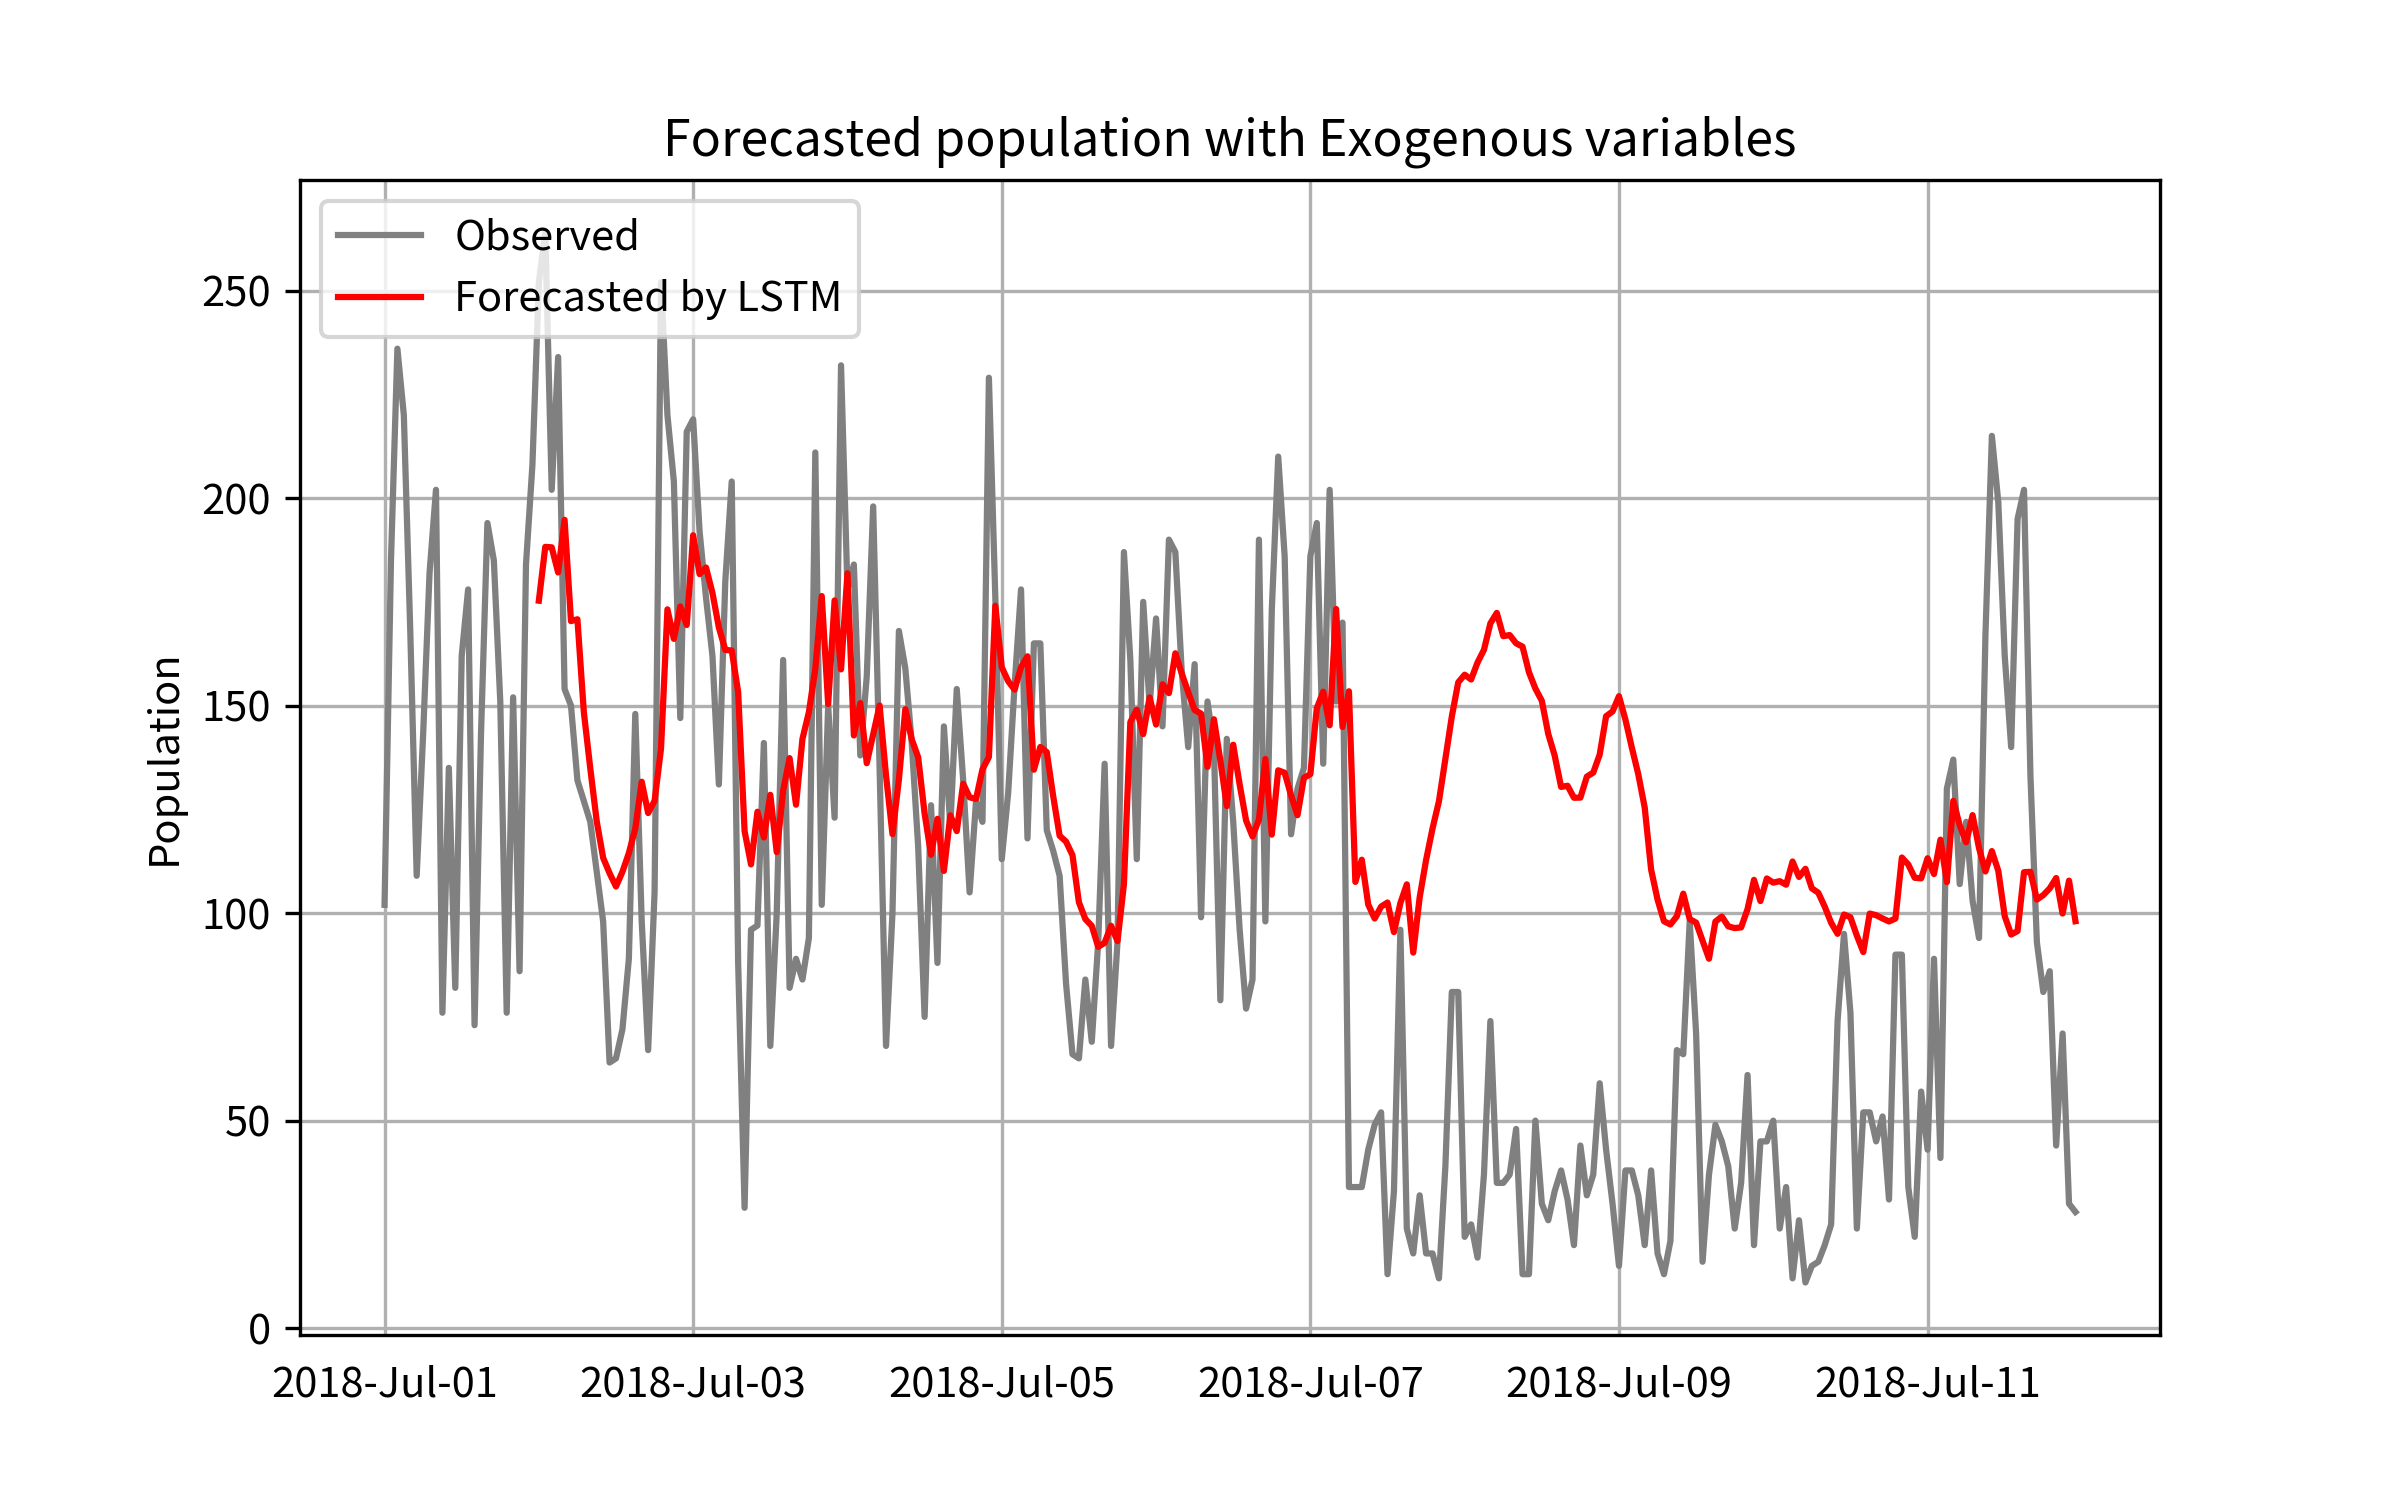 Forecasted population with Exogenous variables
Observed
Forecasted by LSTM
Population
250
200
150
100
50
0
2018-Jul-01
2018-Jul-03
2018-Jul-05
2018-Jul-07
2018-Jul-09
2018-Jul-11